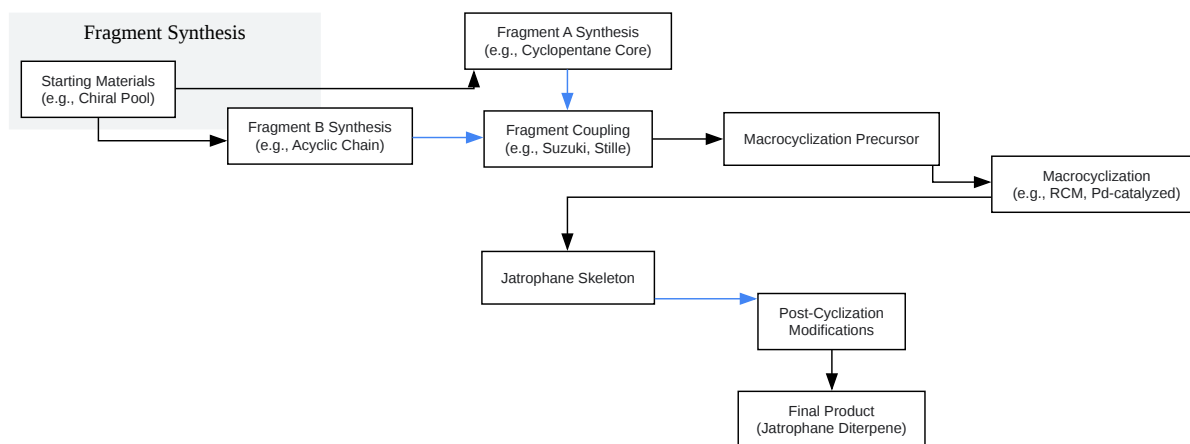 Fragment Synthesis
Starting Materials
(e.g., Chiral Pool)
Fragment A Synthesis
(e.g., Cyclopentane Core)
Fragment B Synthesis
(e.g., Acyclic Chain)
Fragment Coupling
(e.g., Suzuki, Stille)
Macrocyclization Precursor
Macrocyclization
(e.g., RCM, Pd-catalyzed)
Jatrophane Skeleton
Post-Cyclization
Modifications
Final Product
(Jatrophane Diterpene)